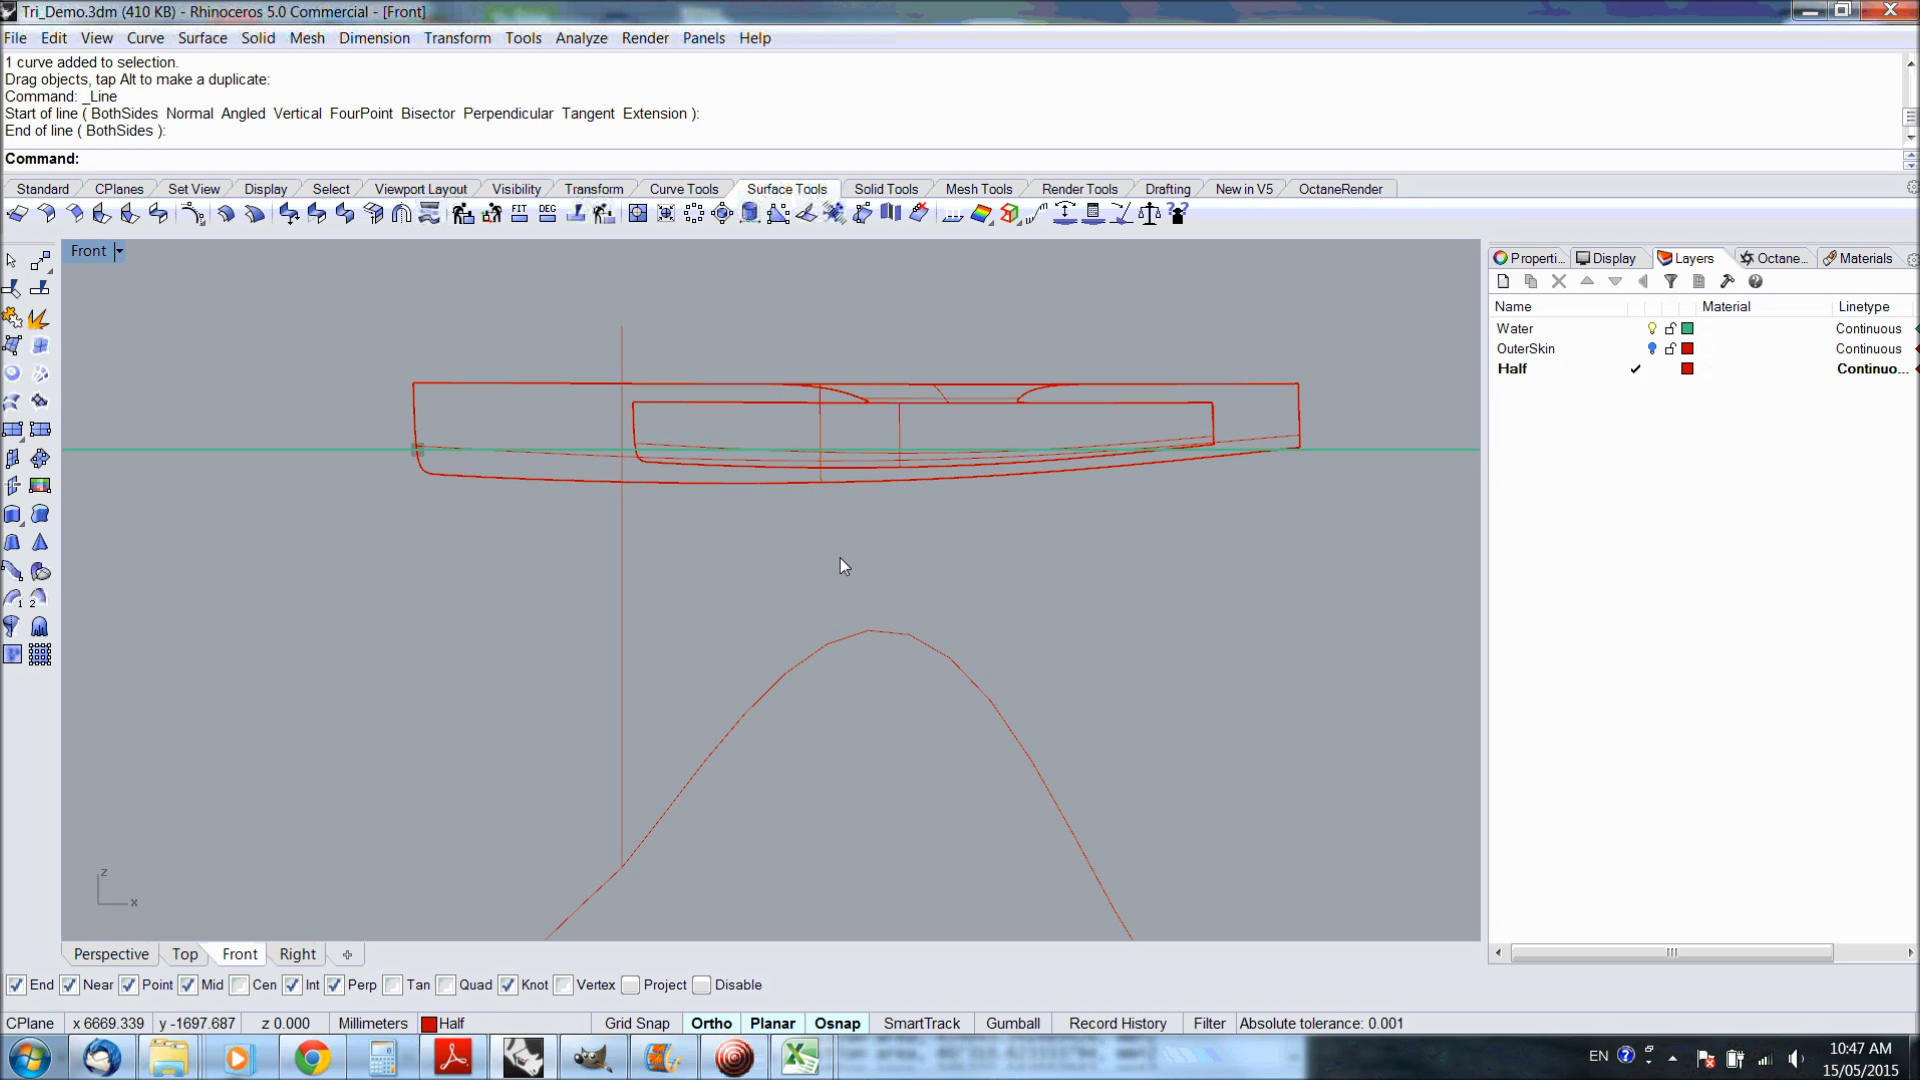 Tri_Demo.3dm (410 KB) - Rhinoceros 5.0 Commercial - [Front]
File Edit View Curve Surface Solid Mesh Dimension Transform Tools Analyze Render Panels Help
1 curve added to selection.
Drag objects, tap Alt to make a duplicate:
Command: _Line
Start of line ( BothSides Normal Angled Vertical FourPoint Bisector Perpendicular Tangent Extension ):
End of line ( BothSides ):
Command:
Standard CPlanes Set View Display Select Viewport Layout Visibility Transform Curve Tools Surface Tools Solid Tools Mesh Tools Render Tools Drafting New in V5 OctaneRender
FIT DEG
Front
Properti... Display Layers Octane... Materials
Name Material Linetype
Water Continuous
OuterSkin Continuous
Half Continuo...
1 2
z
x
Perspective Top Front Right
End Near Point Mid Cen Int Perp Tan Quad Knot Vertex Project Disable
CPlane x 6669.339 y -1697.687 z 0.000 Millimeters Half Grid Snap Ortho Planar Osnap SmartTrack Gumball Record History Filter Absolute tolerance: 0.001
EN 10:47 AM
15/05/2015